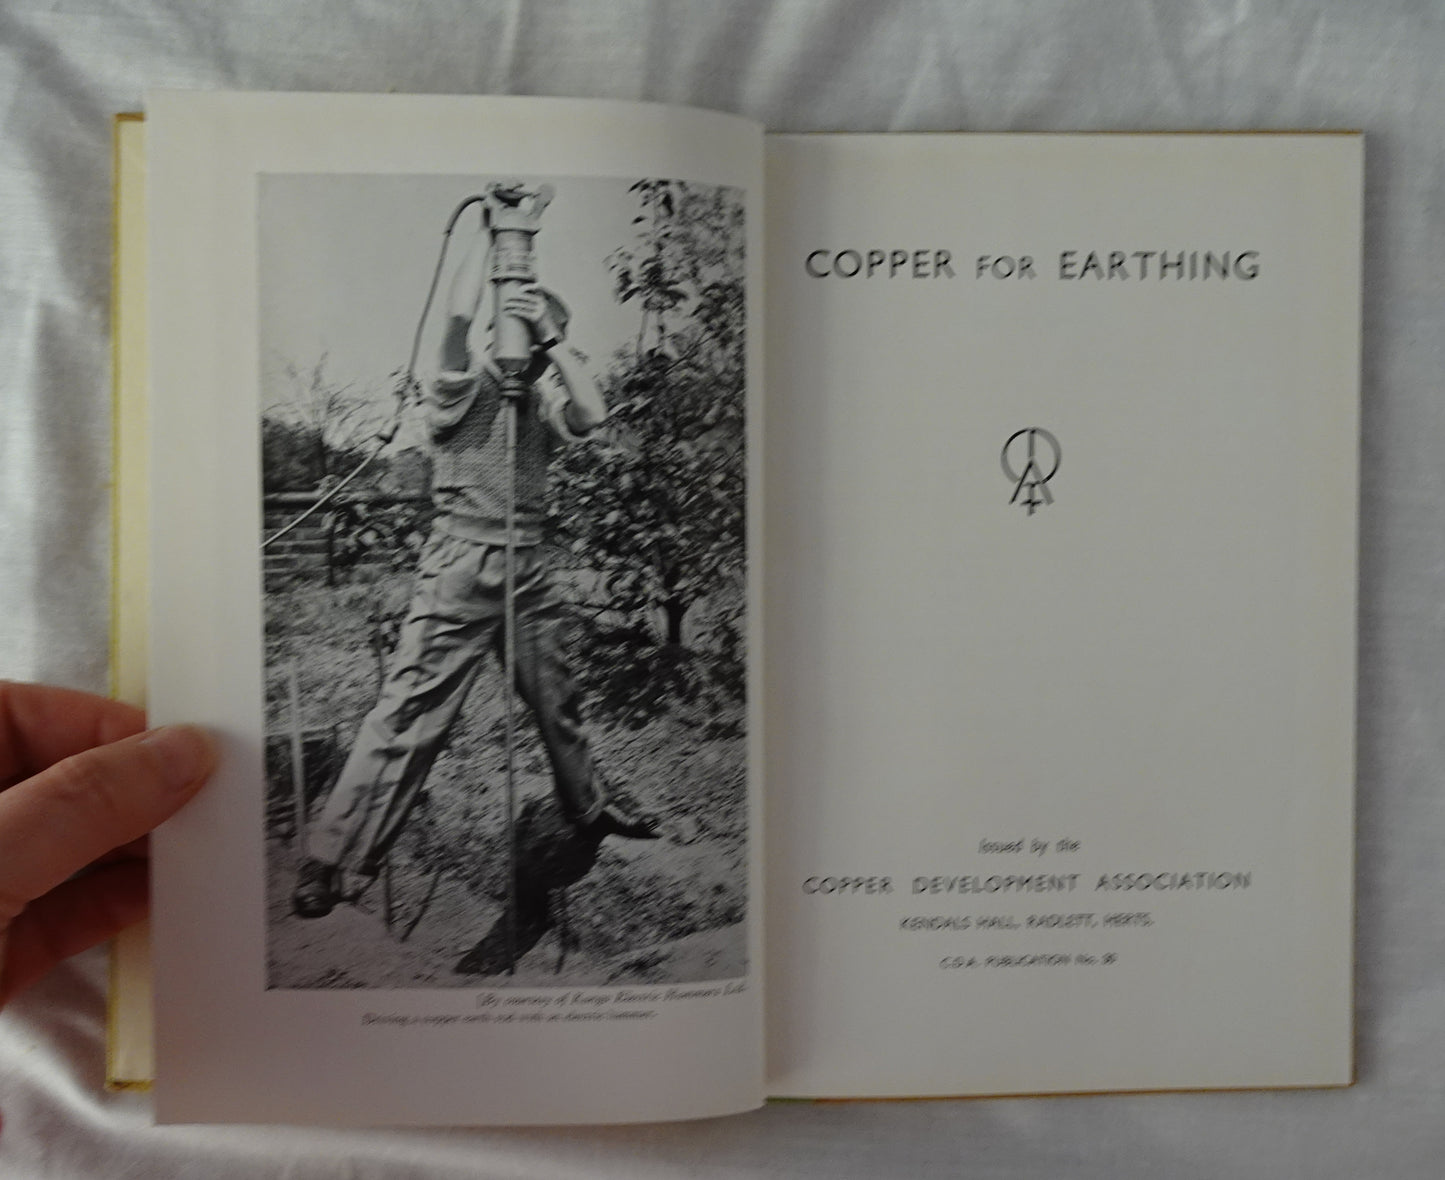 (By courtesy of Kango Electric Hammers Ltd.
Driving a copper earth rod with an electric hammer.
COPPER FOR EARTHING
Issued by the
COPPER DEVELOPMENT ASSOCIATION
KENDALS HALL, RADLETT, HERTS.
C.D.A. PUBLICATION No.